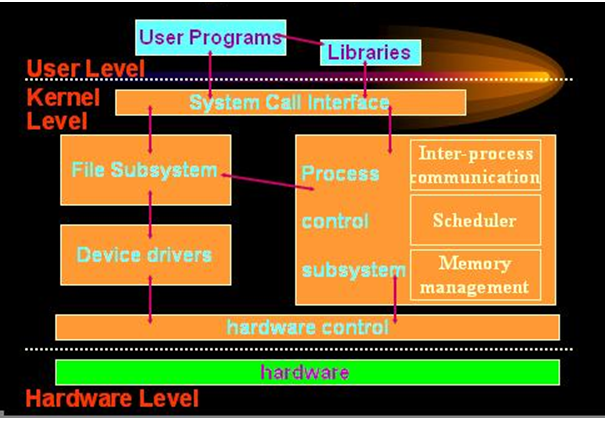 User Programs
Libraries
User Level
Kernel
Level
System Call Interface
File Subsystem
Process
control
subsystem
Inter-process
communication
Scheduler
Memory
management
Device drivers
hardware control
hardware
Hardware Level